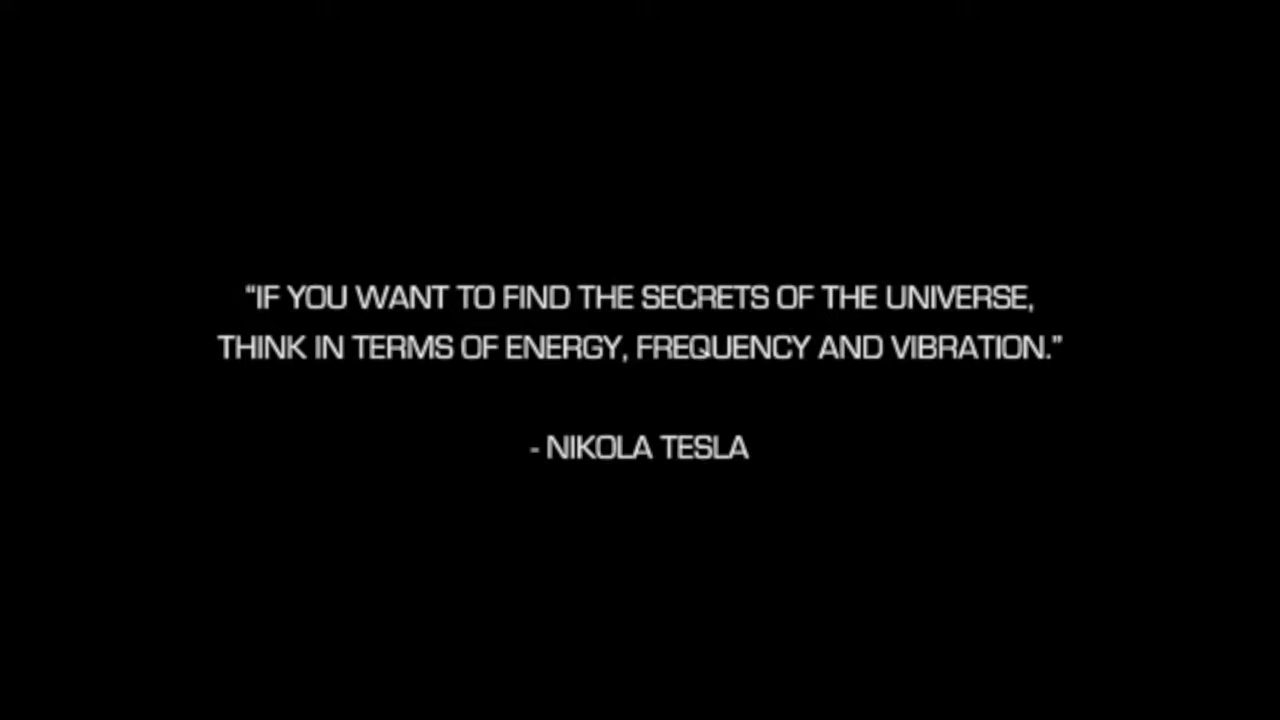 “IF YOU WANT TO FIND THE SECRETS OF THE UNIVERSE,
THINK IN TERMS OF ENERGY, FREQUENCY AND VIBRATION.”
- NIKOLA TESLA